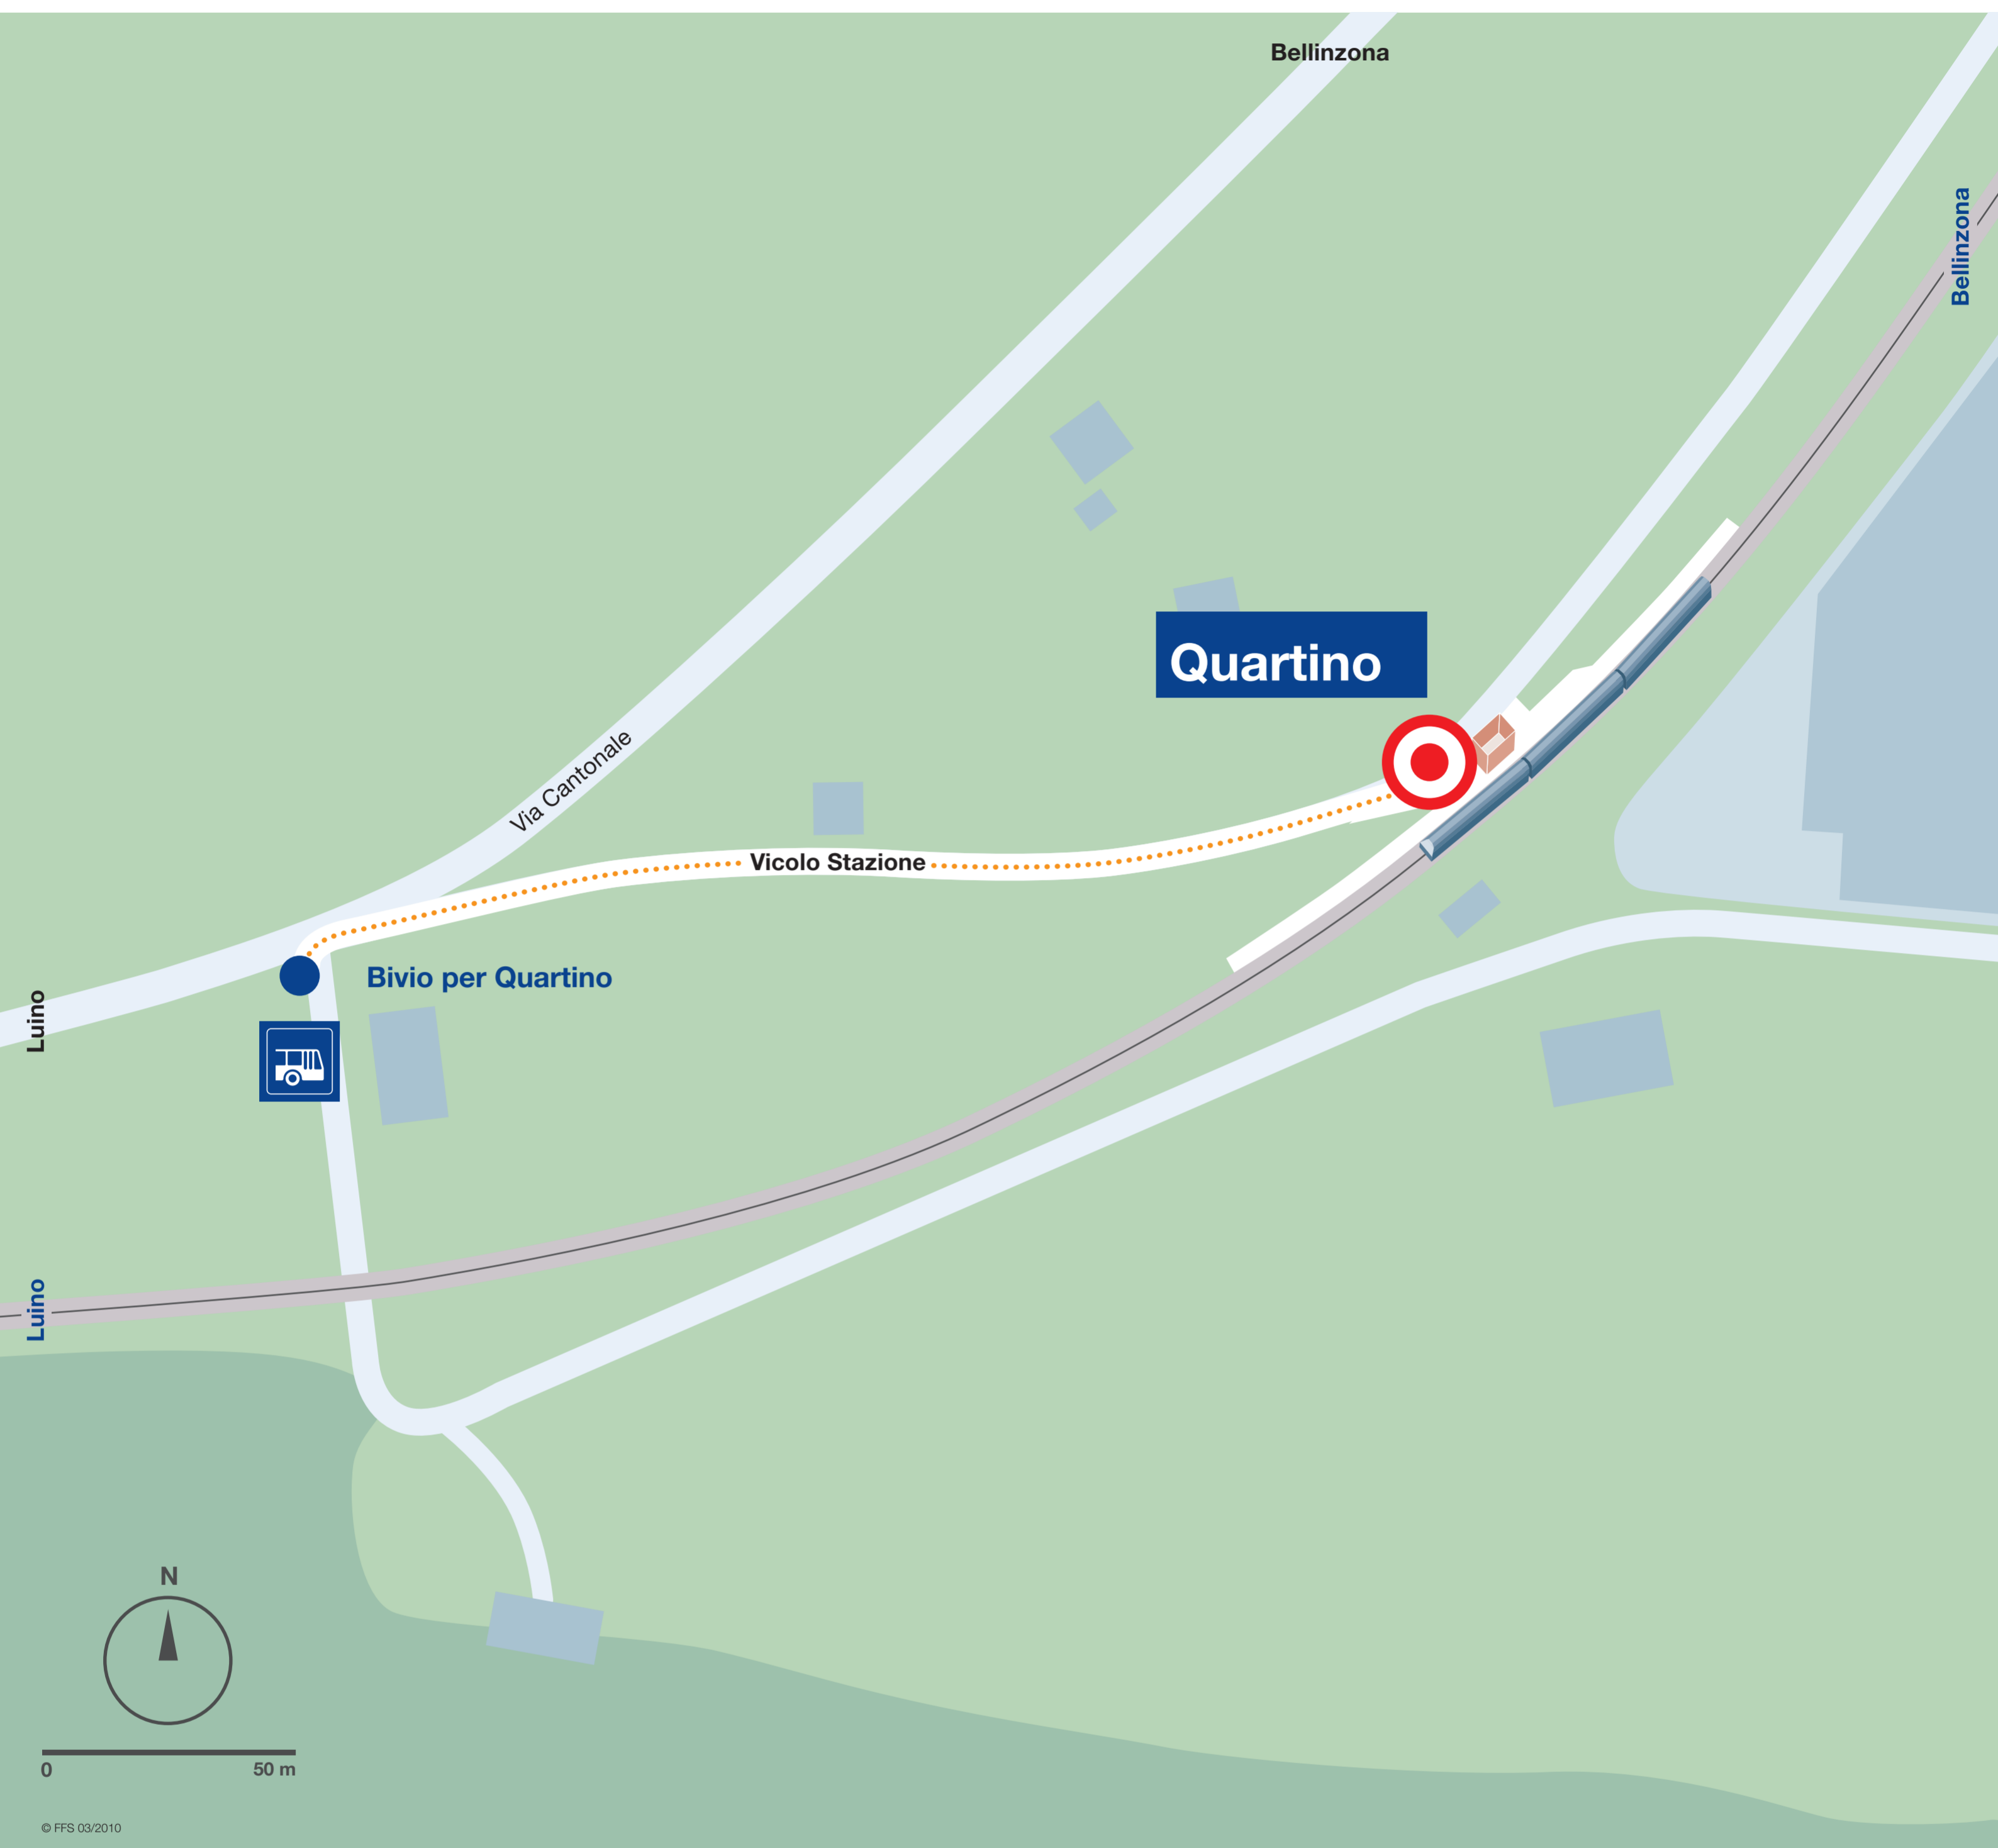 Bellinzona
Bellinzona
Quartino
Via Cantonale
Vicolo Stazione
Bivio per Quartino
Luino
Luino
N
0 50 m
© FFS 03/2010